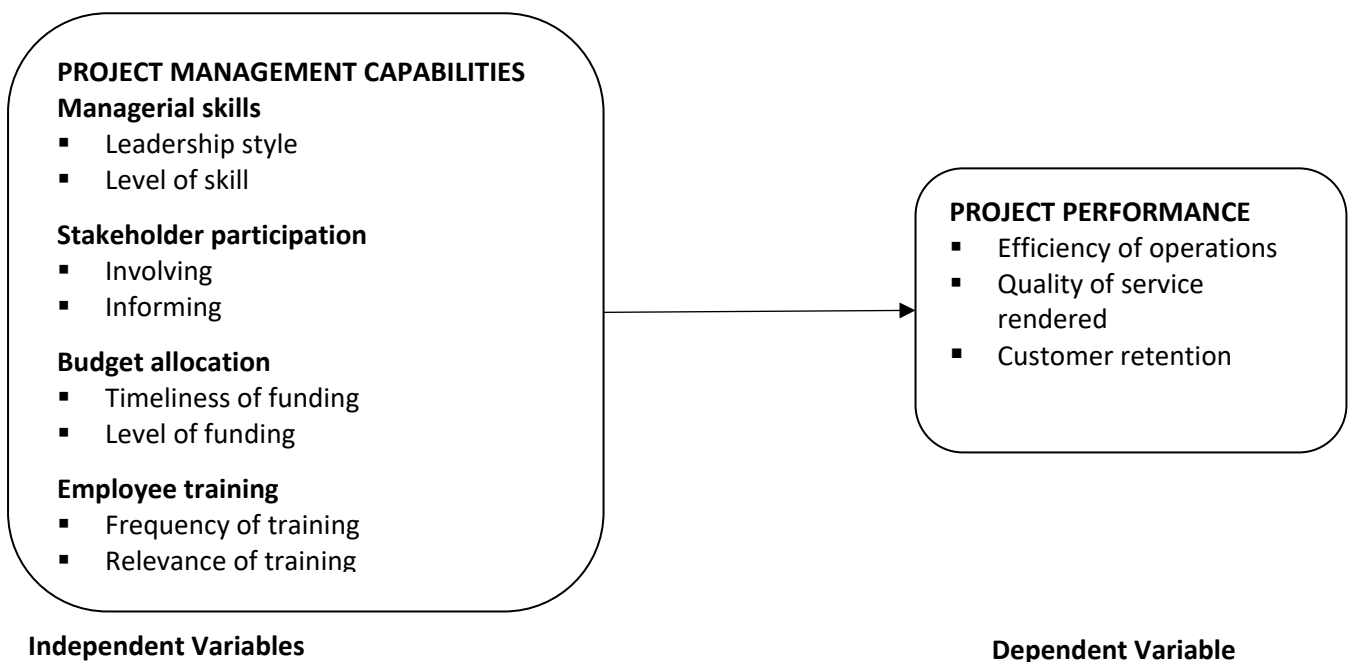 PROJECT MANAGEMENT CAPABILITIES
Managerial skills
▪ Leadership style
▪ Level of skill
Stakeholder participation
▪ Involving
▪ Informing
Budget allocation
▪ Timeliness of funding
▪ Level of funding
Employee training
▪ Frequency of training
▪ Relevance of training
PROJECT PERFORMANCE
▪ Efficiency of operations
▪ Quality of service
rendered
▪ Customer retention
Independent Variables
Dependent Variable